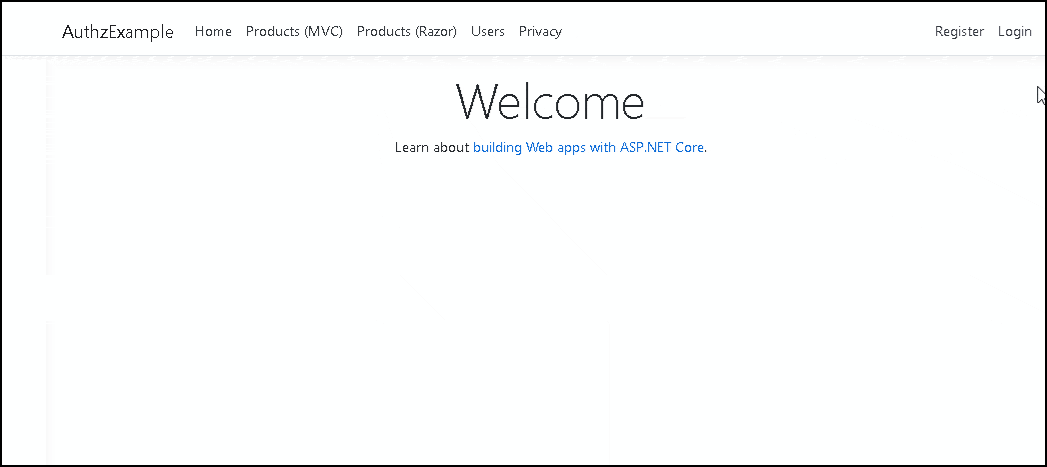 AuthzExample Home Products (MVC) Products (Razor) Users Privacy Register Login
Welcome
Learn about building Web apps with ASP.NET Core.